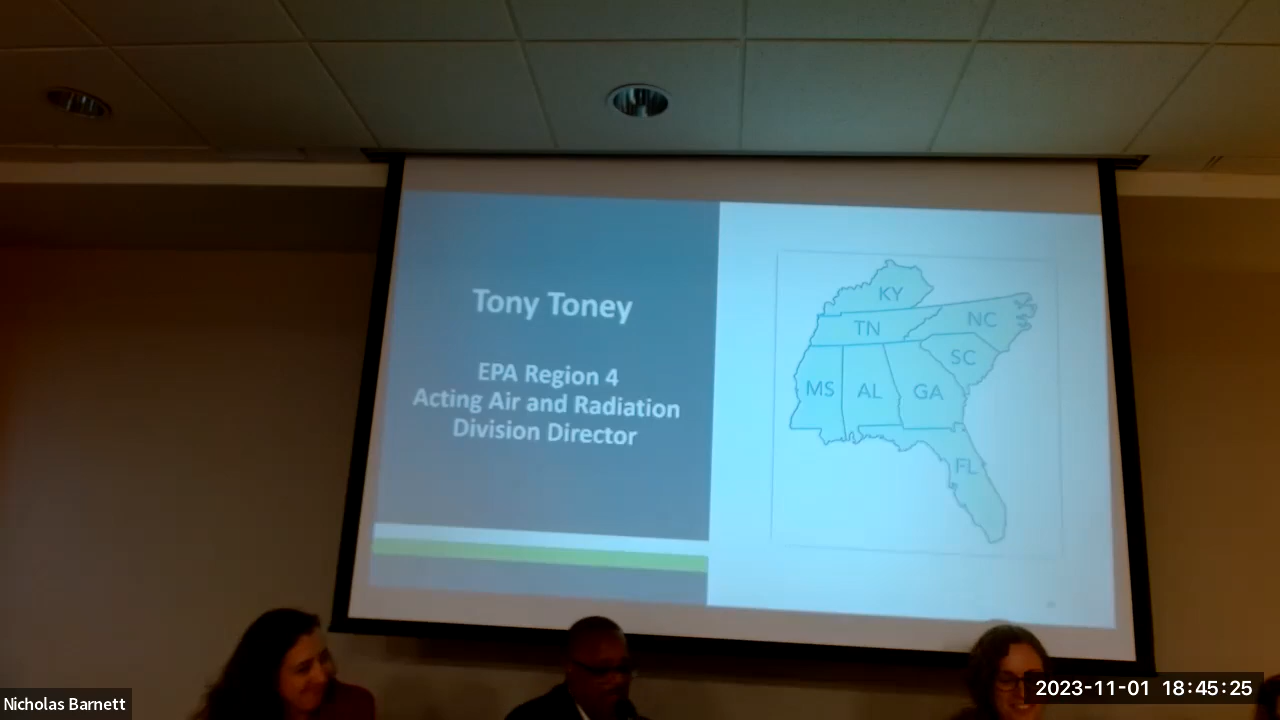 Tony Toney
EPA Region 4
Acting Air and Radiation
Division Director
KY
TN
NC
SC
MS
AL
GA
FL
Nicholas Barnett
2023-11-01 18:45:25